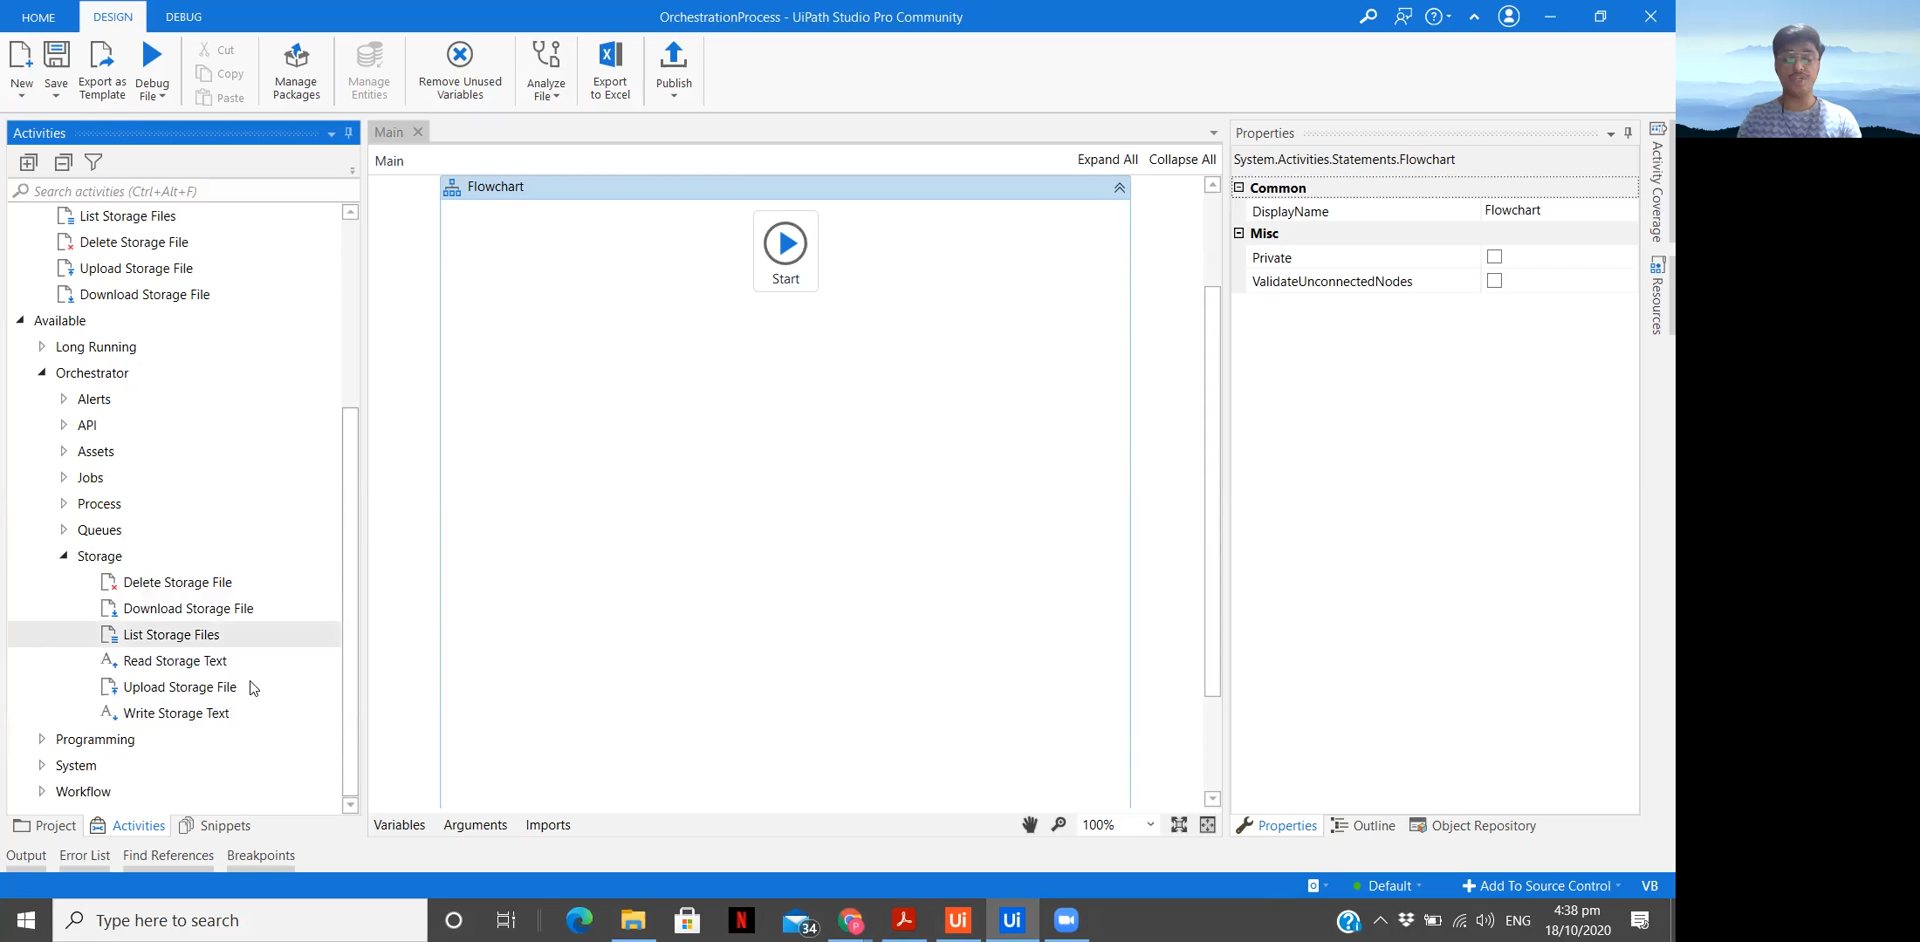 HOME DESIGN DEBUG OrchestrationProcess - UiPath Studio Pro Community
New Save Export as Template Debug File Cut Copy Paste Manage Packages Manage Entities Remove Unused Variables Analyze File Export to Excel Publish
Activities
Search activities (Ctrl+Alt+F)
List Storage Files
Delete Storage File
Upload Storage File
Download Storage File
Available
Long Running
Orchestrator
Alerts
API
Assets
Jobs
Process
Queues
Storage
Delete Storage File
Download Storage File
List Storage Files
Read Storage Text
Upload Storage File
Write Storage Text
Programming
System
Workflow
Project Activities Snippets
Main
Main Expand All Collapse All
Flowchart
Start
Variables Arguments Imports 100%
Properties
System.Activities.Statements.Flowchart
Common
DisplayName Flowchart
Misc
Private
ValidateUnconnectedNodes
Properties Outline Object Repository
Activity Coverage
Resources
Output Error List Find References Breakpoints
Default Add To Source Control VB
Type here to search 34 Ui Ui ENG 4:38 pm
18/10/2020